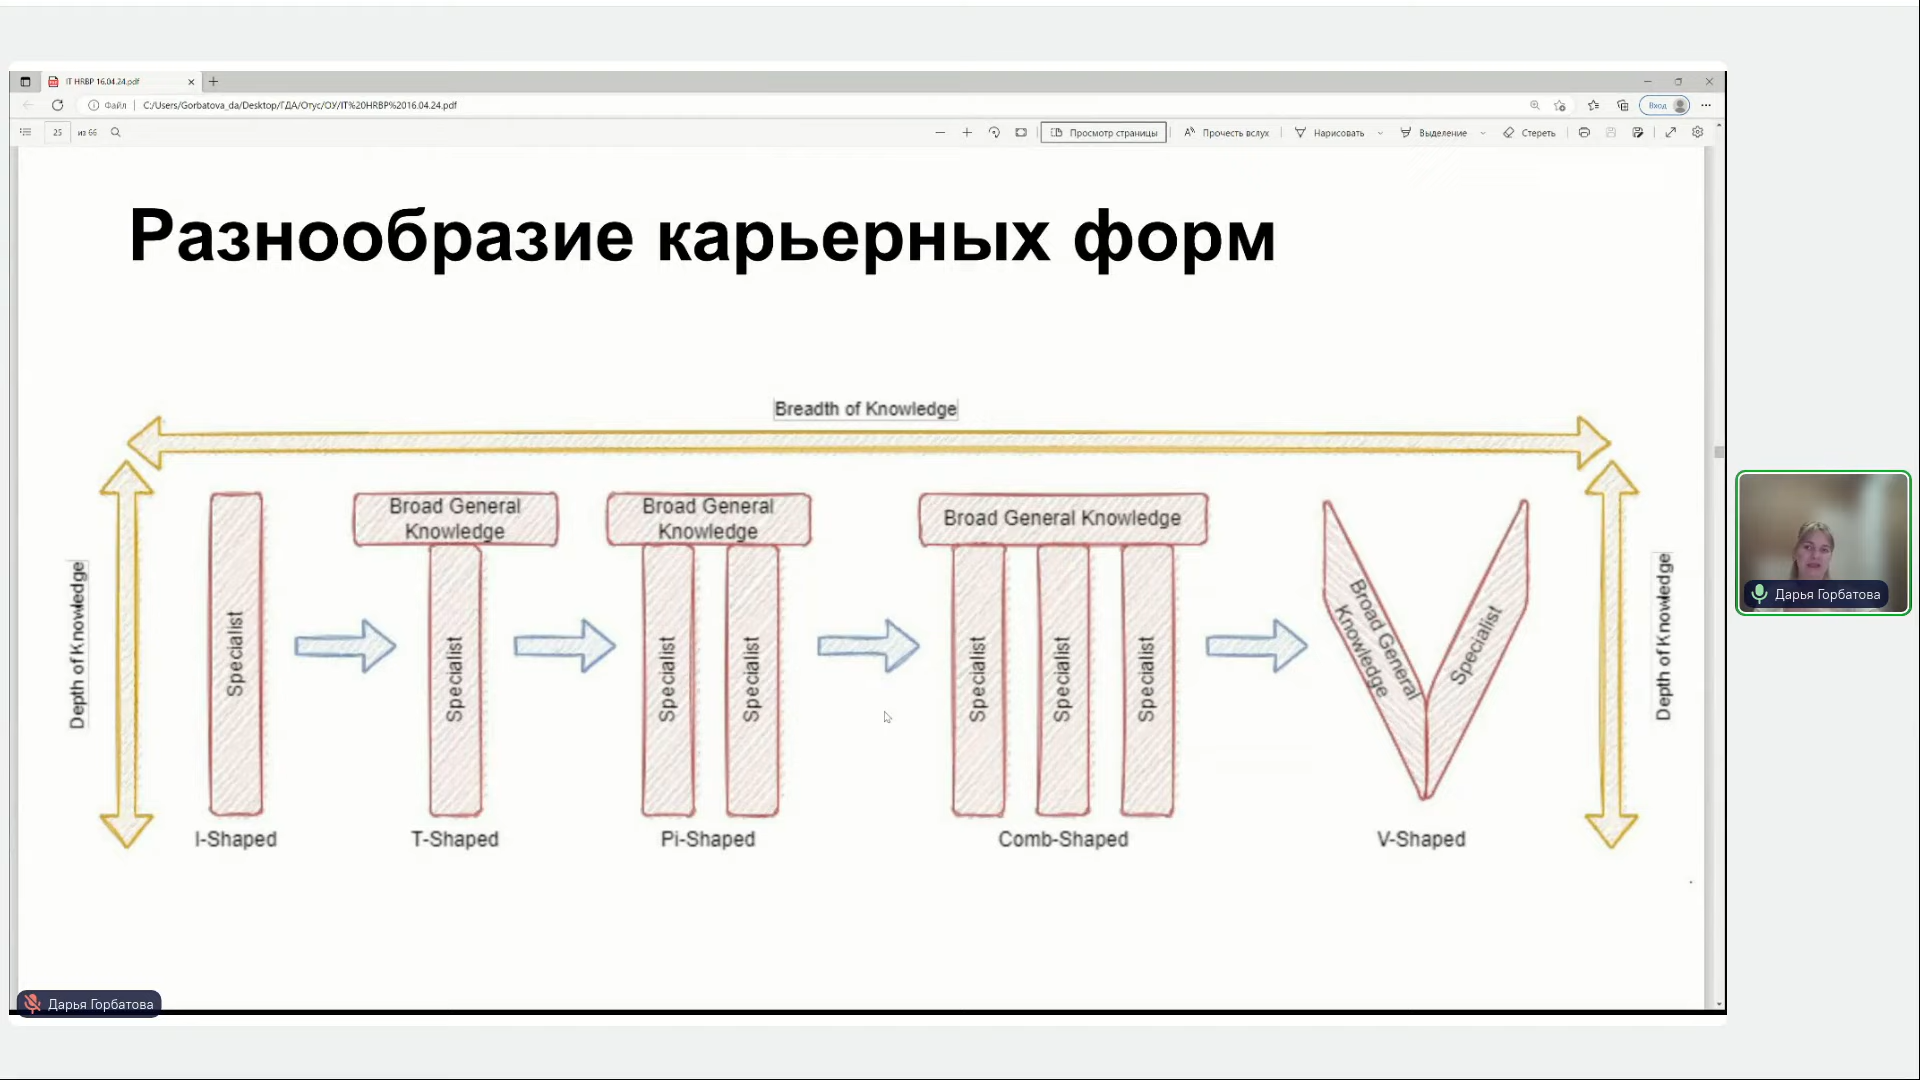 IT HRBP 16.04.24.pdf
Файл
C:/Users/Gorbatova_da/Desktop/ГДА/Отус/ОУ/IT%20HRBP%2016.04.24.pdf
Вход
25
из 66
Просмотр страницы
Прочесть вслух
Нарисовать
Выделение
Стереть
Разнообразие карьерных форм
Breadth of Knowledge
Depth of Knowledge
Specialist
I-Shaped
Broad General
Knowledge
Specialist
T-Shaped
Broad General
Knowledge
Specialist
Specialist
Pi-Shaped
Broad General Knowledge
Specialist
Specialist
Specialist
Comb-Shaped
Broad General
Knowledge
Specialist
V-Shaped
Depth of Knowledge
Дарья Горбатова
Дарья Горбатова